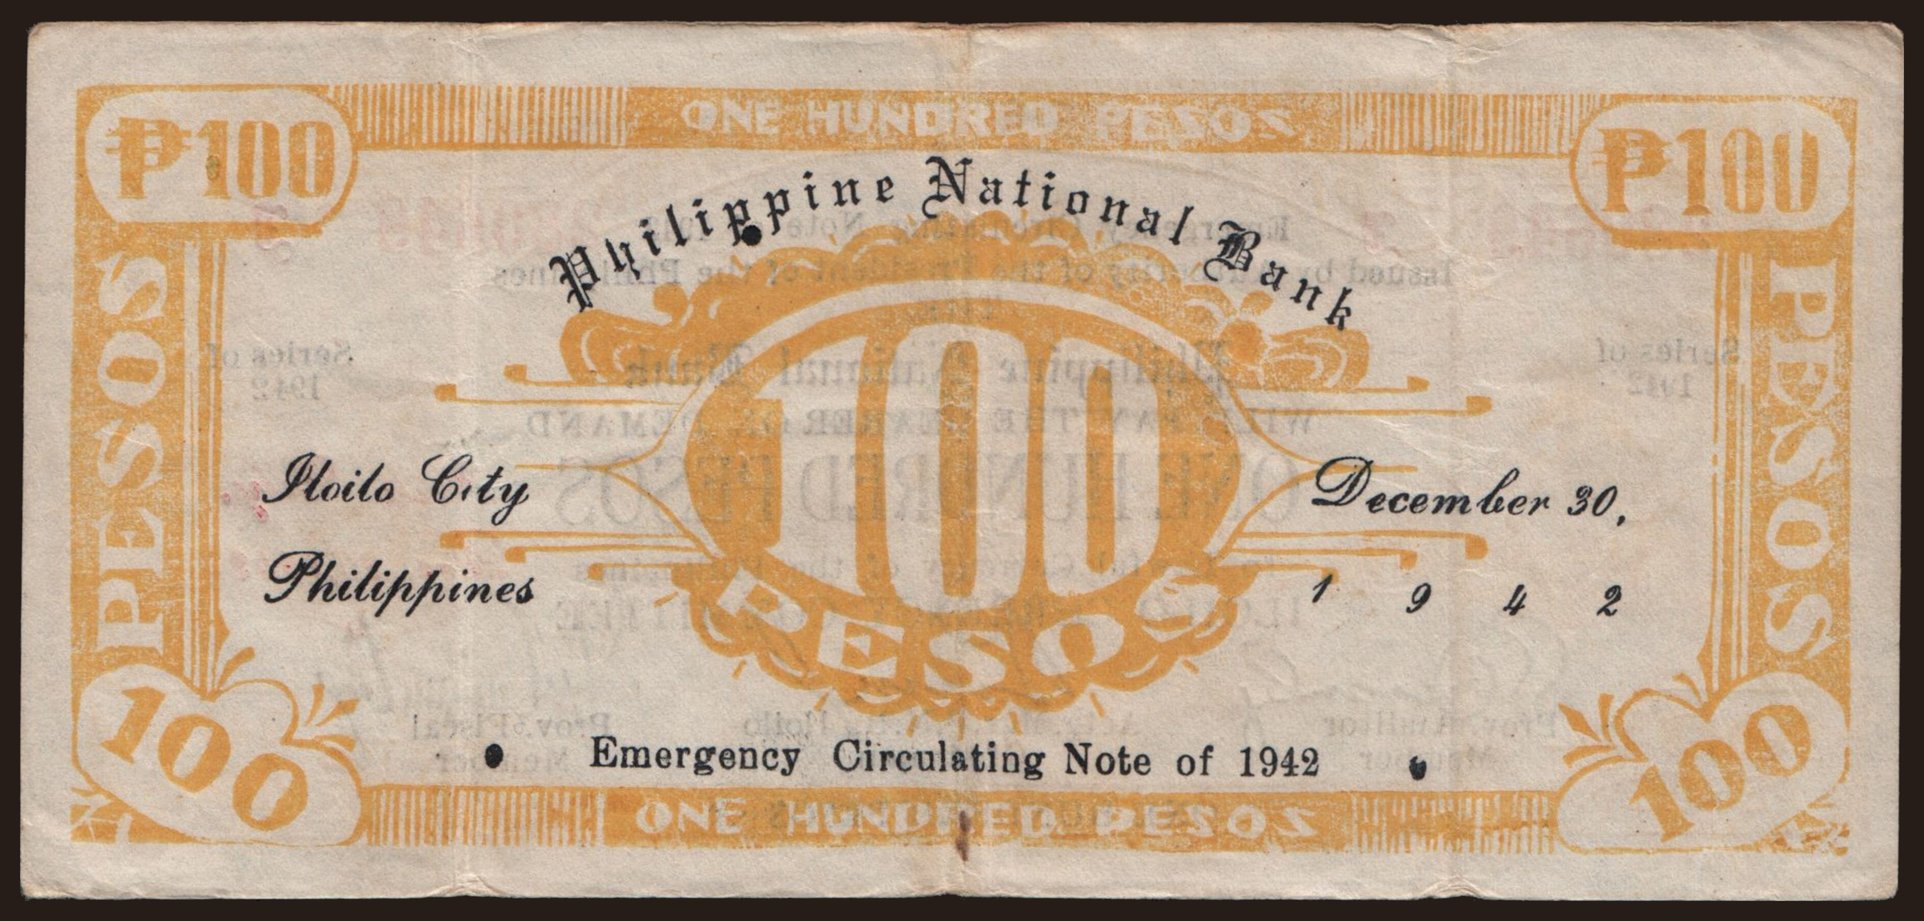 ONE HUNDRED PESOS
₱100
₱100
Philippine National Bank
PESOS
PESOS
100
PESOS
Iloilo City
Philippines
December 30,
1 9 4 2
Emergency Circulating Note of 1942
100
100
ONE HUNDRED PESOS